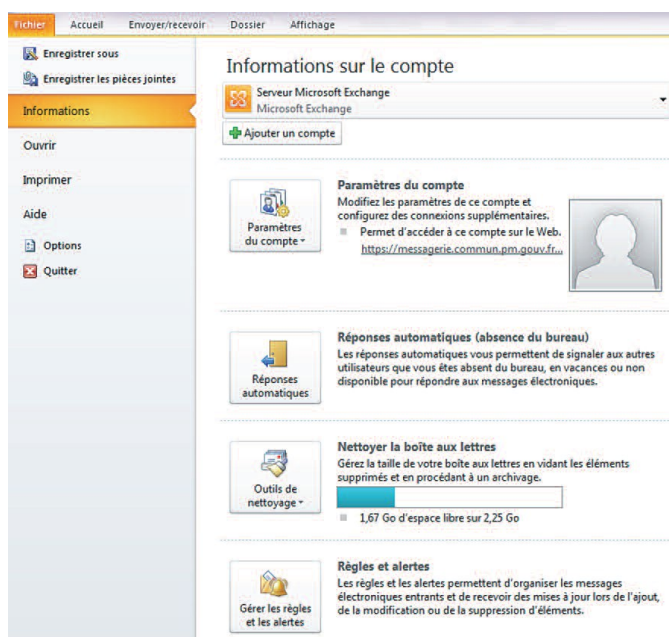 Fichier Accueil Envoyer/recevoir Dossier Affichage
Enregistrer sous
Enregistrer les pièces jointes
Informations
Ouvrir
Imprimer
Aide
Options
Quitter
Informations sur le compte
Serveur Microsoft Exchange
Microsoft Exchange
Ajouter un compte
Paramètres
du compte
Paramètres du compte
Modifiez les paramètres de ce compte et
configurez des connexions supplémentaires.
Permet d'accéder à ce compte sur le Web.
https://messagerie.commun.pm.gouv.fr...
Réponses
automatiques
Réponses automatiques (absence du bureau)
Les réponses automatiques vous permettent de signaler aux autres
utilisateurs que vous êtes absent du bureau, en vacances ou non
disponible pour répondre aux messages électroniques.
Outils de
nettoyage
Nettoyer la boîte aux lettres
Gérez la taille de votre boîte aux lettres en vidant les éléments
supprimés et en procédant à un archivage.
1,67 Go d'espace libre sur 2,25 Go
Gérer les règles
et les alertes
Règles et alertes
Les règles et les alertes permettent d'organiser les messages
électroniques entrants et de recevoir des mises à jour lors de l'ajout,
de la modification ou de la suppression d'éléments.